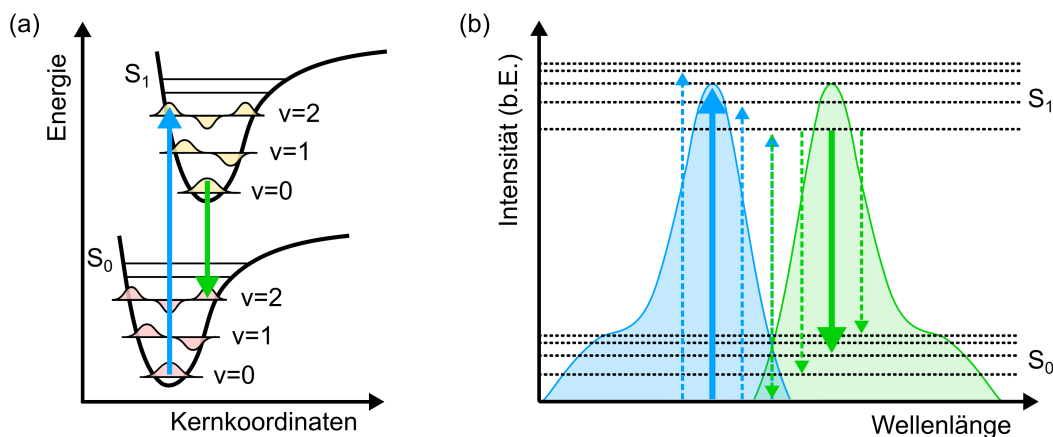 (a)
Energie
S₁
v=2
v=1
v=0
S₀
v=2
v=1
v=0
Kernkoordinaten
(b)
Intensität (b.E.)
S₁
S₀
Wellenlänge